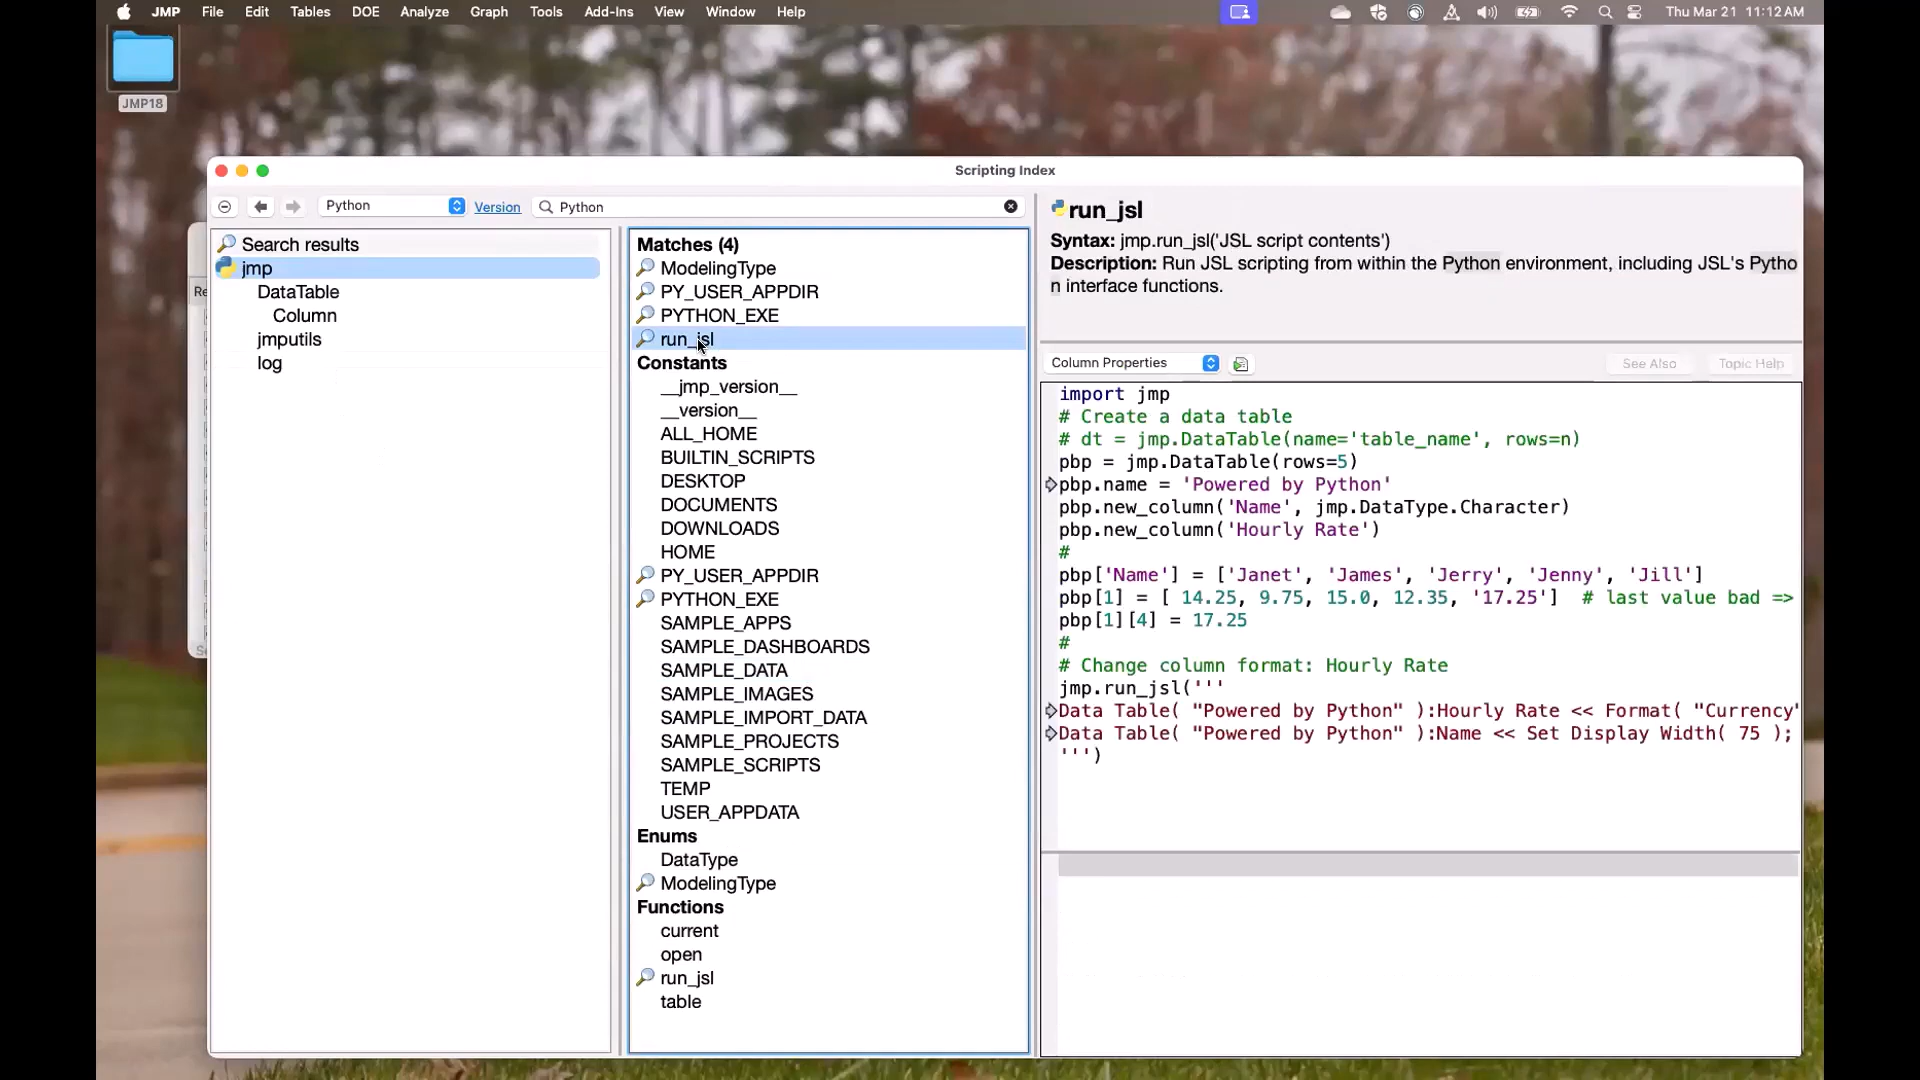 JMP File Edit Tables DOE Analyze Graph Tools Add-Ins View Window Help Thu Mar 21 11:12 AM
JMP18
Scripting Index
Python Version Python
Re
Search results
jmp
DataTable
Column
jmputils
log
Matches (4)
ModelingType
PY_USER_APPDIR
PYTHON_EXE
run_jsl
Constants
__jmp_version__
__version__
ALL_HOME
BUILTIN_SCRIPTS
DESKTOP
DOCUMENTS
DOWNLOADS
HOME
PY_USER_APPDIR
PYTHON_EXE
SAMPLE_APPS
SAMPLE_DASHBOARDS
SAMPLE_DATA
SAMPLE_IMAGES
SAMPLE_IMPORT_DATA
SAMPLE_PROJECTS
SAMPLE_SCRIPTS
TEMP
USER_APPDATA
Enums
DataType
ModelingType
Functions
current
open
run_jsl
table
run_jsl
Syntax: jmp.run_jsl('JSL script contents')
Description: Run JSL scripting from within the Python environment, including JSL's Pytho
n interface functions.
Column Properties See Also Topic Help
import jmp
# Create a data table
# dt = jmp.DataTable(name='table_name', rows=n)
pbp = jmp.DataTable(rows=5)
pbp.name = 'Powered by Python'
pbp.new_column('Name', jmp.DataType.Character)
pbp.new_column('Hourly Rate')
#
pbp['Name'] = ['Janet', 'James', 'Jerry', 'Jenny', 'Jill']
pbp[1] = [ 14.25, 9.75, 15.0, 12.35, '17.25'] # last value bad =>
pbp[1][4] = 17.25
#
# Change column format: Hourly Rate
jmp.run_jsl('''
Data Table( "Powered by Python" ):Hourly Rate << Format( "Currency"
Data Table( "Powered by Python" ):Name << Set Display Width( 75 );
''')